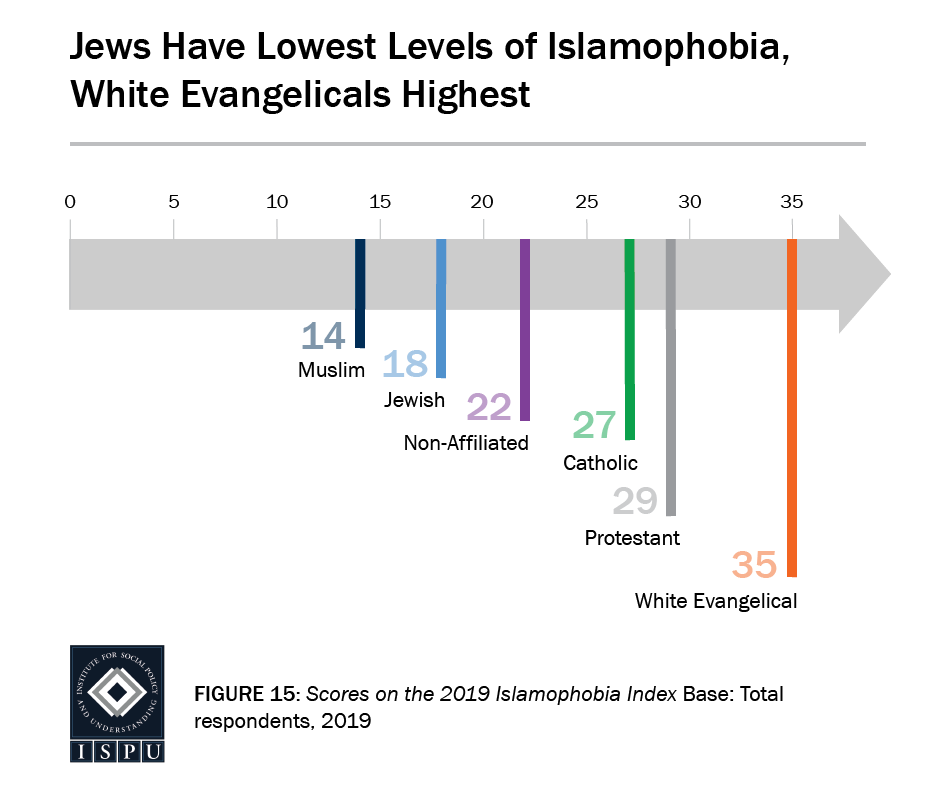 Jews Have Lowest Levels of Islamophobia,
White Evangelicals Highest
0 5 10 15 20 25 30 35
14
Muslim
18
Jewish
22
Non-Affiliated
27
Catholic
29
Protestant
35
White Evangelical
INSTITUTE FOR SOCIAL POLICY
AND UNDERSTANDING
ISPU
FIGURE 15: Scores on the 2019 Islamophobia Index Base: Total
respondents, 2019